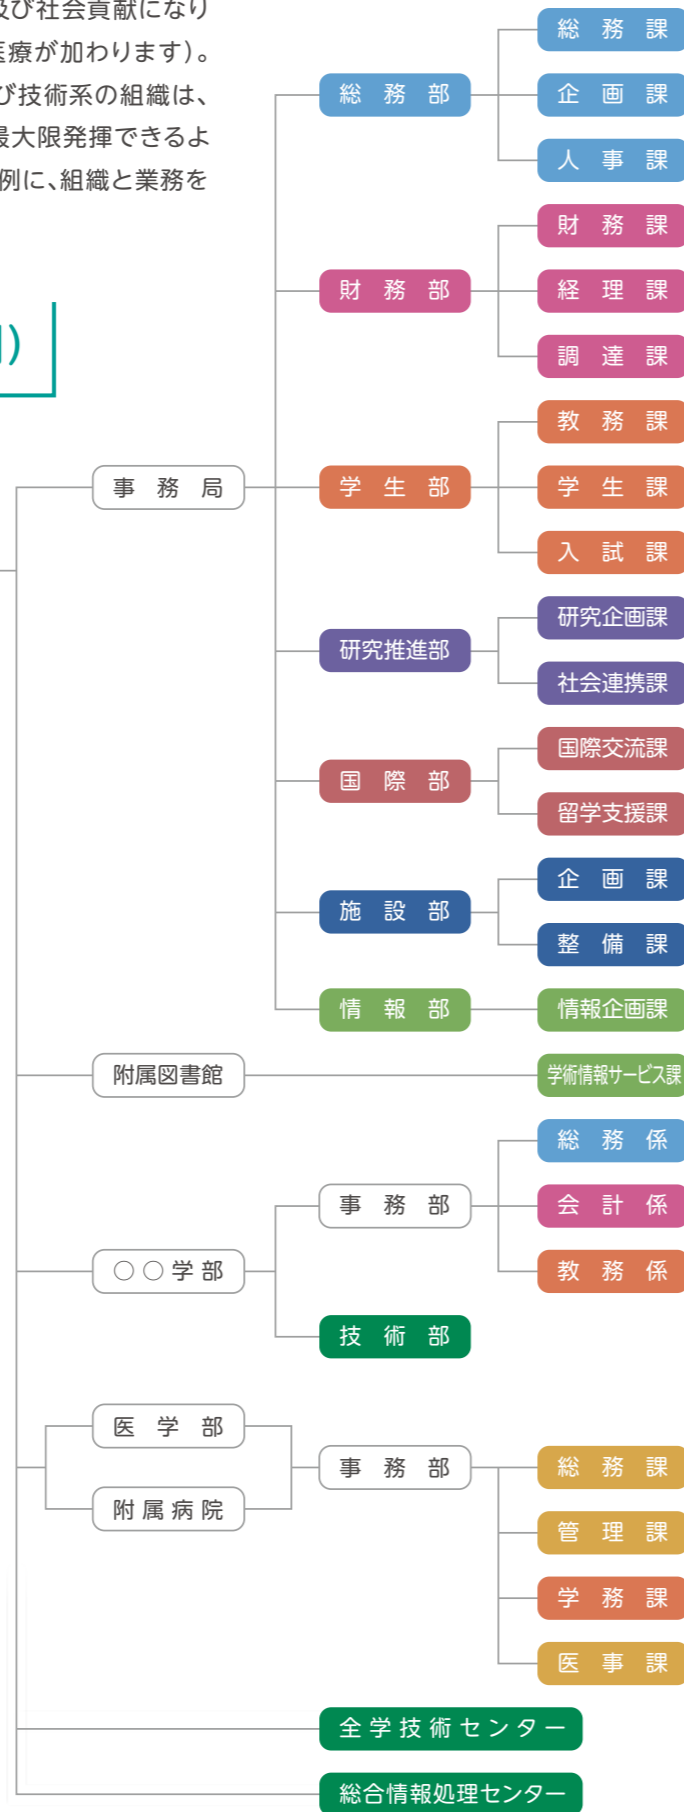 及び社会貢献になり
医療が加わります)。
び技術系の組織は、
最大限発揮できるよ
例に、組織と業務を
)
事務局
総務部
総務課
企画課
人事課
財務部
財務課
経理課
調達課
学生部
教務課
学生課
入試課
研究推進部
研究企画課
社会連携課
国際部
国際交流課
留学支援課
施設部
企画課
整備課
情報部
情報企画課
附属図書館
学術情報サービス課
○○学部
事務部
総務係
会計係
教務係
技術部
医学部
附属病院
事務部
総務課
管理課
学務課
医事課
全学技術センター
総合情報処理センター